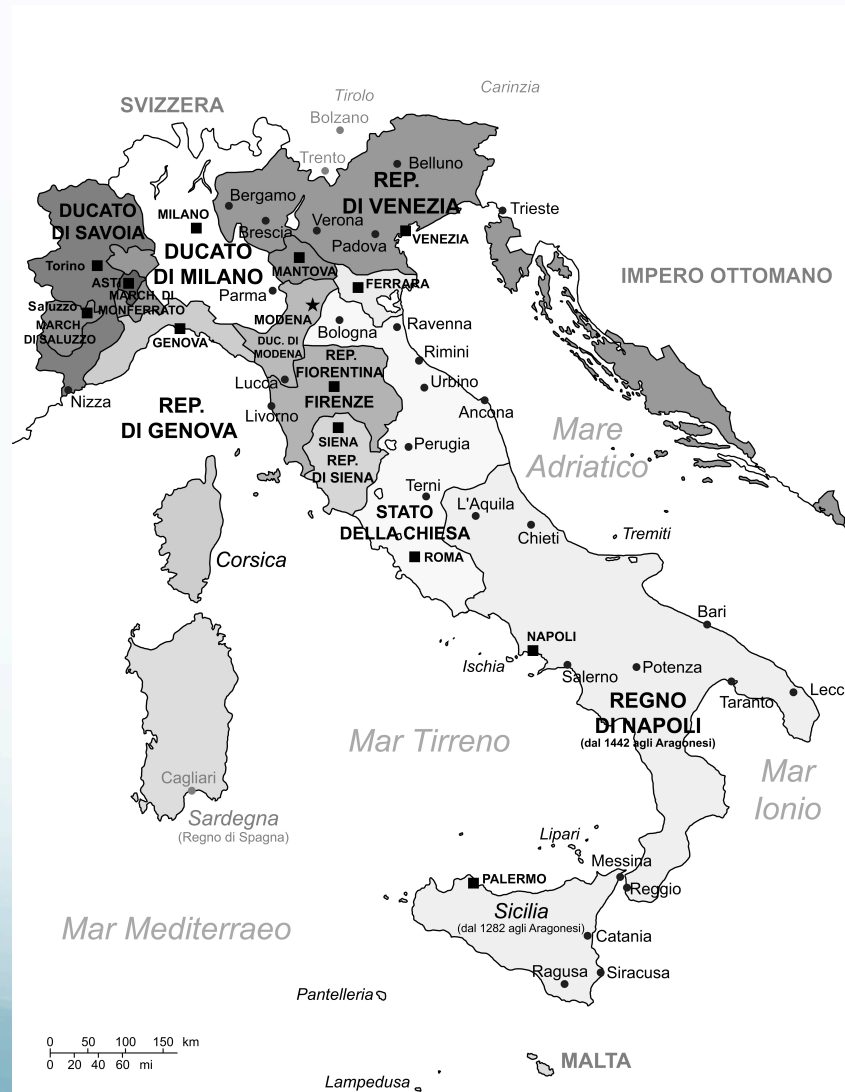 Carinzia
Tirolo
SVIZZERA
Bolzano
Trento
Belluno
REP.
DI VENEZIA
Bergamo
DUCATO
DI SAVOIA
MILANO
Verona
Trieste
Brescia
Padova
VENEZIA
DUCATO
DI MILANO
Torino
MANTOVA
IMPERO OTTOMANO
ASTI
FERRARA
MARCH. DI
MONFERRATO
Parma
Saluzzo
MODENA
MARCH.
DI SALUZZO
Bologna
Ravenna
GENOVA
DUC. DI
MODENA
REP.
FIORENTINA
Rimini
Lucca
Urbino
Nizza
FIRENZE
REP.
DI GENOVA
Livorno
Ancona
SIENA
Perugia
Mare
Adriatico
REP.
DI SIENA
Terni
L'Aquila
STATO
DELLA CHIESA
Chieti
Tremiti
ROMA
Corsica
Bari
NAPOLI
Ischia
Salerno
Potenza
Lecc
Taranto
REGNO
DI NAPOLI
(dal 1442 agli Aragonesi)
Mar Tirreno
Mar
Ionio
Cagliari
Sardegna
(Regno di Spagna)
Lipari
Messina
PALERMO
Reggio
Sicilia
(dal 1282 agli Aragonesi)
Mar Mediterraeo
Catania
Ragusa
Siracusa
Pantelleria
0 50 100 150 km
0 20 40 60 mi
MALTA
Lampedusa